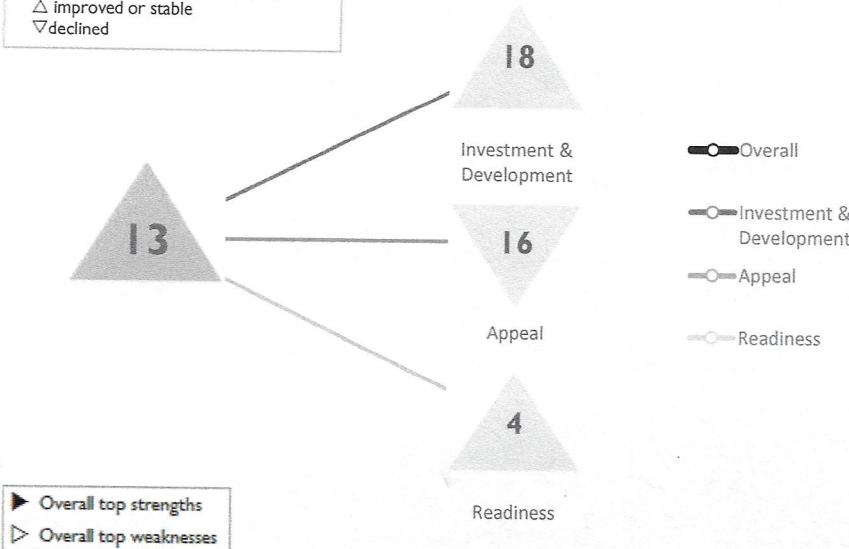 △ improved or stable
▽declined
18
Investment &
Development
13
16
Appeal
4
Readiness
Overall
Investment &
Development
Appeal
Readiness
▶ Overall top strengths
▷ Overall top weaknesses